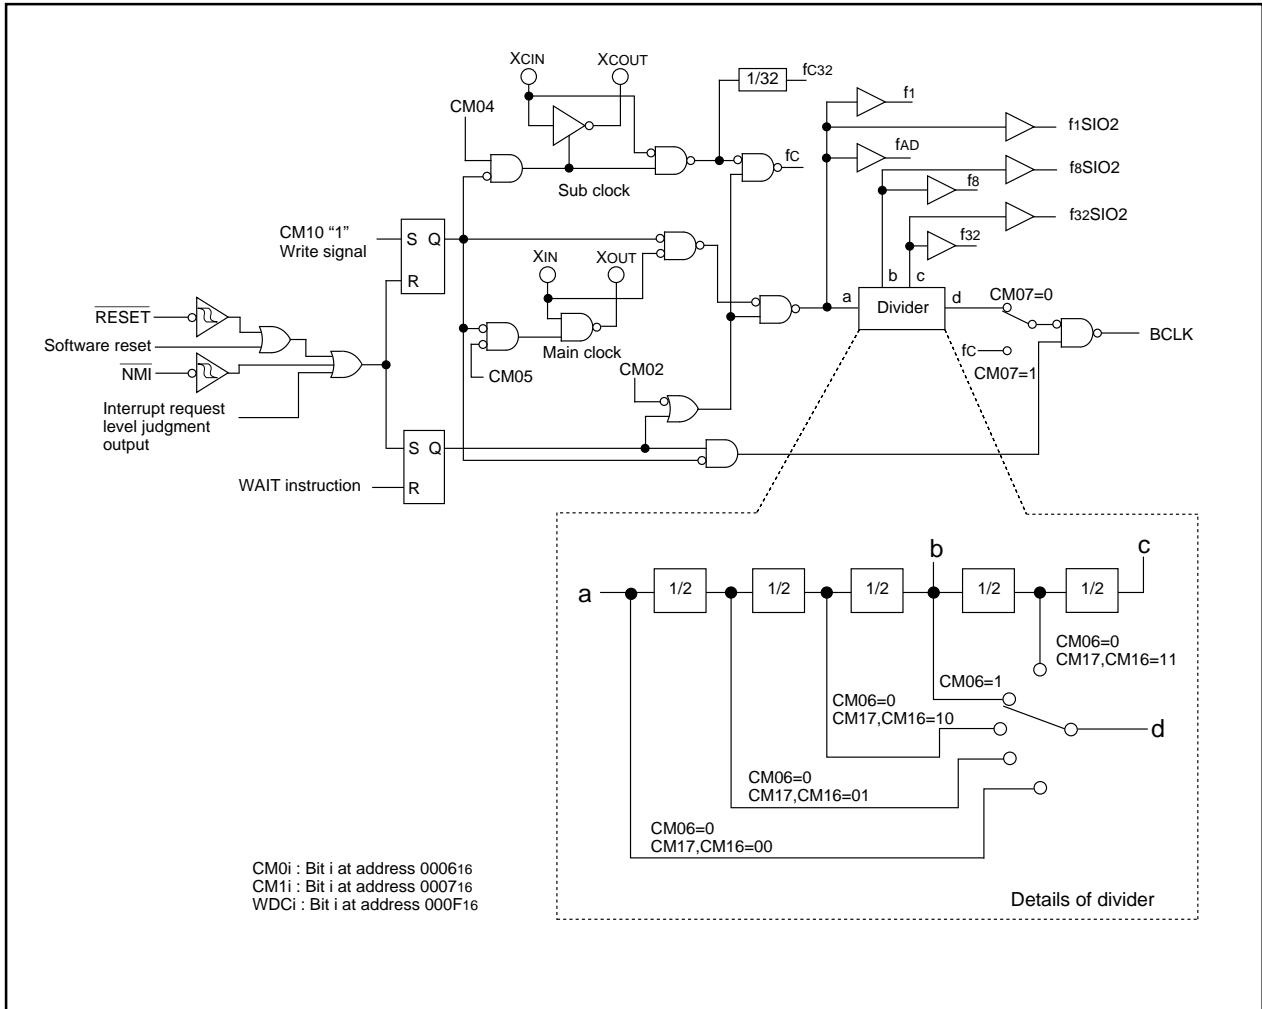 XCIN
XCOUT
1/32
fC32
f1
CM04
f1SIO2
fC
fAD
f8SIO2
Sub clock
f8
CM10 “1”
Write signal
S Q
R
f32SIO2
f32
XIN
XOUT
b
c
a
Divider
d
CM07=0
RESET
Software reset
Main clock
BCLK
fC
CM07=1
NMI
CM05
CM02
Interrupt request
level judgment
output
S Q
R
WAIT instruction
b
c
a
1/2
1/2
1/2
1/2
1/2
CM06=0
CM17,CM16=11
CM06=1
CM06=0
CM17,CM16=10
d
CM06=0
CM17,CM16=01
CM06=0
CM17,CM16=00
CM0i : Bit i at address 000616
CM1i : Bit i at address 000716
WDCi : Bit i at address 000F16
Details of divider